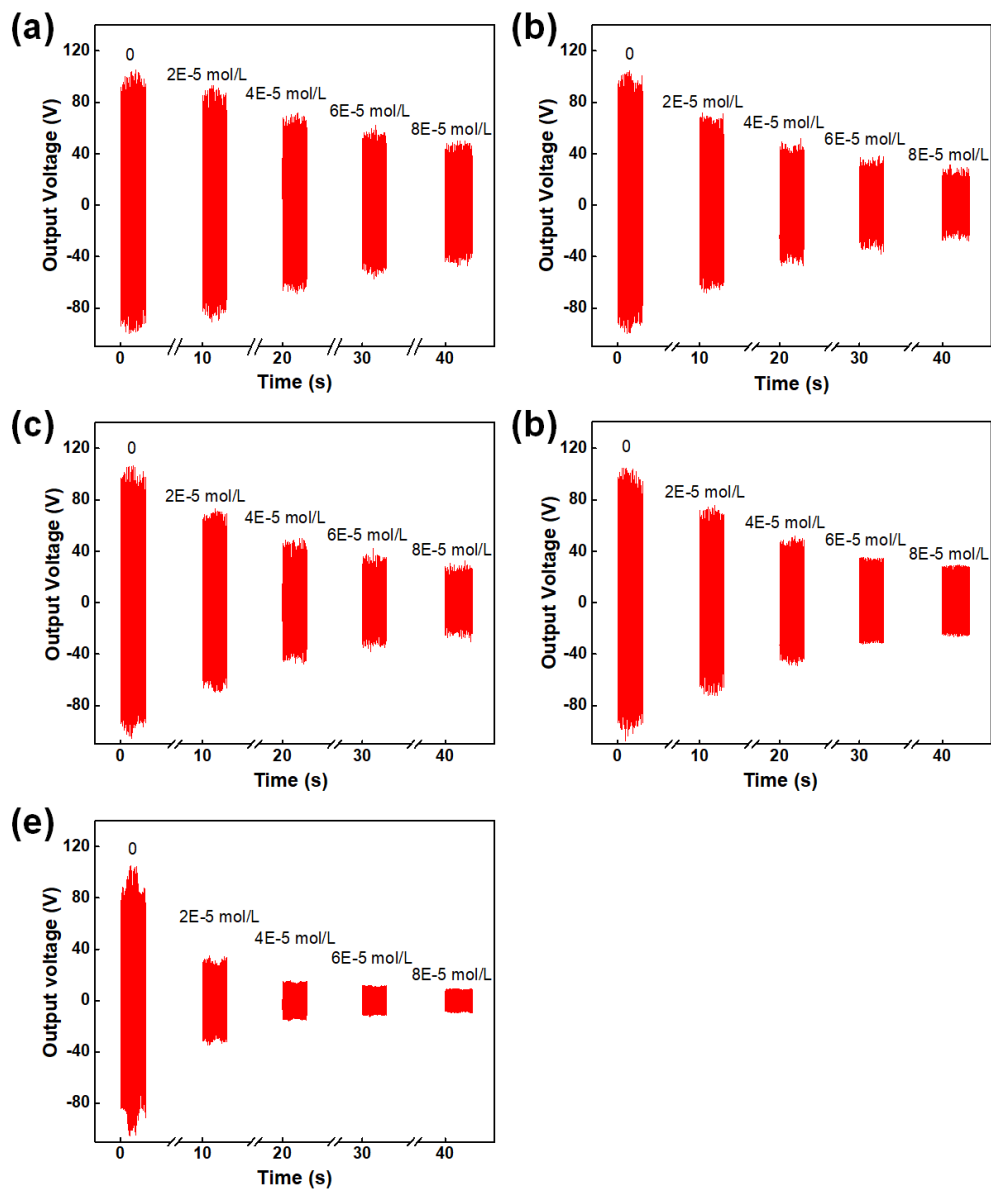 (a)
Output Voltage (V)
120
80
40
0
-40
-80
0
2E-5 mol/L
4E-5 mol/L
6E-5 mol/L
8E-5 mol/L
0 10 20 30 40
Time (s)
(b)
Output Voltage (V)
120
80
40
0
-40
-80
0
2E-5 mol/L
4E-5 mol/L
6E-5 mol/L
8E-5 mol/L
0 10 20 30 40
Time (s)
(c)
Output Voltage (V)
120
80
40
0
-40
-80
0
2E-5 mol/L
4E-5 mol/L
6E-5 mol/L
8E-5 mol/L
0 10 20 30 40
Time (s)
(b)
Output Voltage (V)
120
80
40
0
-40
-80
0
2E-5 mol/L
4E-5 mol/L
6E-5 mol/L
8E-5 mol/L
0 10 20 30 40
Time (s)
(e)
Output voltage (V)
120
80
40
0
-40
-80
0
2E-5 mol/L
4E-5 mol/L
6E-5 mol/L
8E-5 mol/L
0 10 20 30 40
Time (s)